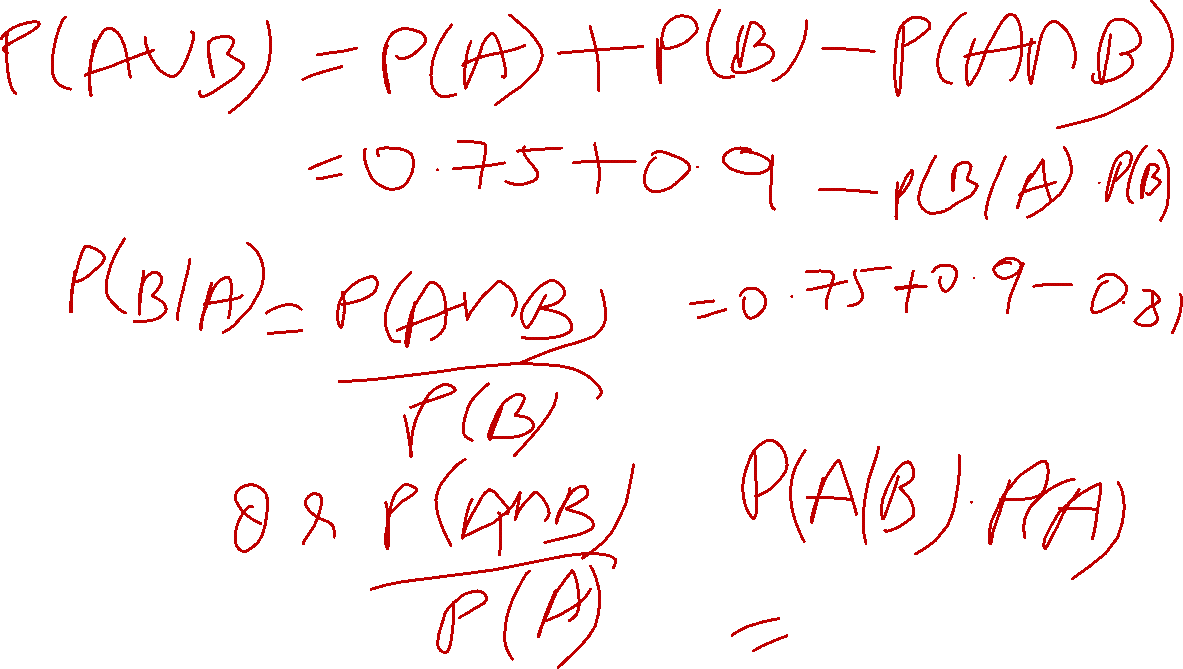 P(A∪B) = P(A) + P(B) - P(A∩B)
= 0.75 + 0.9 - P(B/A) · P(B)
P(B/A) = P(A∩B) / P(B)
= 0.75 + 0.9 - 0.81
or P(A∩B) / P(A)
P(A/B) · P(A)
=